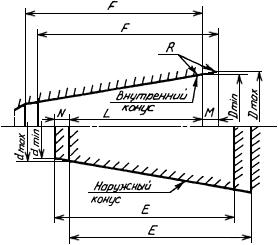 F
F
R
Внутренний
конус
N
L
M
dmax
dmin
Dmin
Dmax
Наружный
конус
E
E